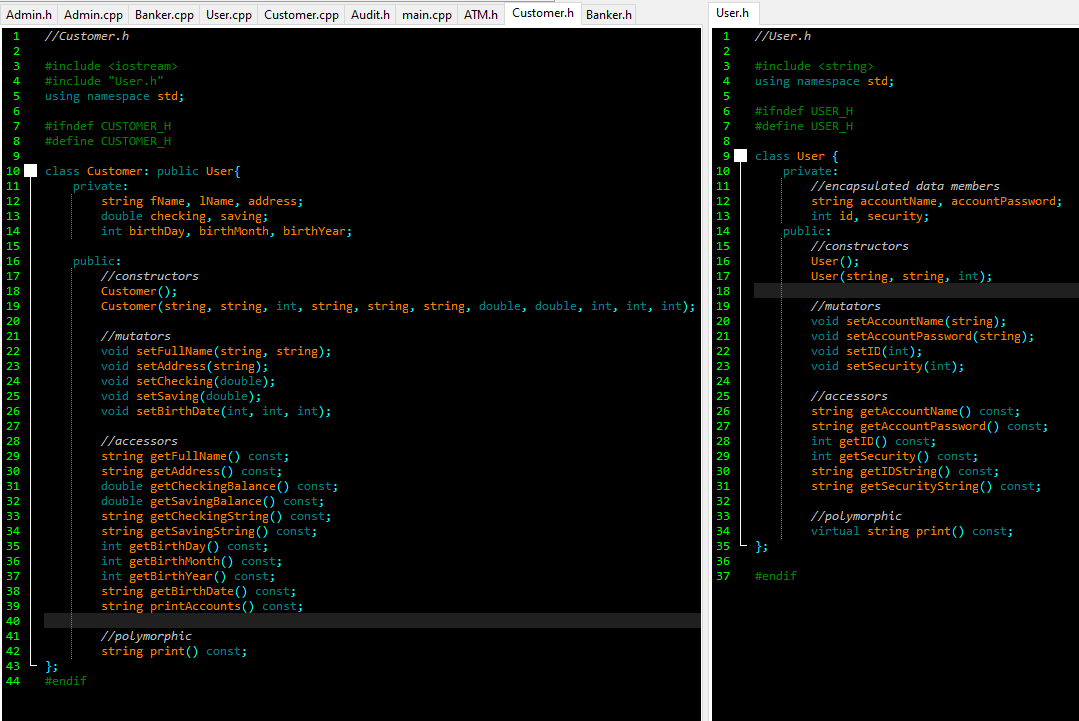 Admin.h Admin.cpp Banker.cpp User.cpp Customer.cpp Audit.h main.cpp ATM.h Customer.h Banker.h
1 //Customer.h
2
3 #include <iostream>
4 #include "User.h"
5 using namespace std;
6
7 #ifndef CUSTOMER_H
8 #define CUSTOMER_H
9
10 class Customer: public User{
11 private:
12 string fName, lName, address;
13 double checking, saving;
14 int birthDay, birthMonth, birthYear;
15
16 public:
17 //constructors
18 Customer();
19 Customer(string, string, int, string, string, string, double, double, int, int, int);
20
21 //mutators
22 void setFullName(string, string);
23 void setAddress(string);
24 void setChecking(double);
25 void setSaving(double);
26 void setBirthDate(int, int, int);
27
28 //accessors
29 string getFullName() const;
30 string getAddress() const;
31 double getCheckingBalance() const;
32 double getSavingBalance() const;
33 string getCheckingString() const;
34 string getSavingString() const;
35 int getBirthDay() const;
36 int getBirthMonth() const;
37 int getBirthYear() const;
38 string getBirthDate() const;
39 string printAccounts() const;
40
41 //polymorphic
42 string print() const;
43 };
44 #endif
User.h
1 //User.h
2
3 #include <string>
4 using namespace std;
5
6 #ifndef USER_H
7 #define USER_H
8
9 class User {
10 private:
11 //encapsulated data members
12 string accountName, accountPassword;
13 int id, security;
14 public:
15 //constructors
16 User();
17 User(string, string, int);
18
19 //mutators
20 void setAccountName(string);
21 void setAccountPassword(string);
22 void setID(int);
23 void setSecurity(int);
24
25 //accessors
26 string getAccountName() const;
27 string getAccountPassword() const;
28 int getID() const;
29 int getSecurity() const;
30 string getIDString() const;
31 string getSecurityString() const;
32
33 //polymorphic
34 virtual string print() const;
35 };
36
37 #endif